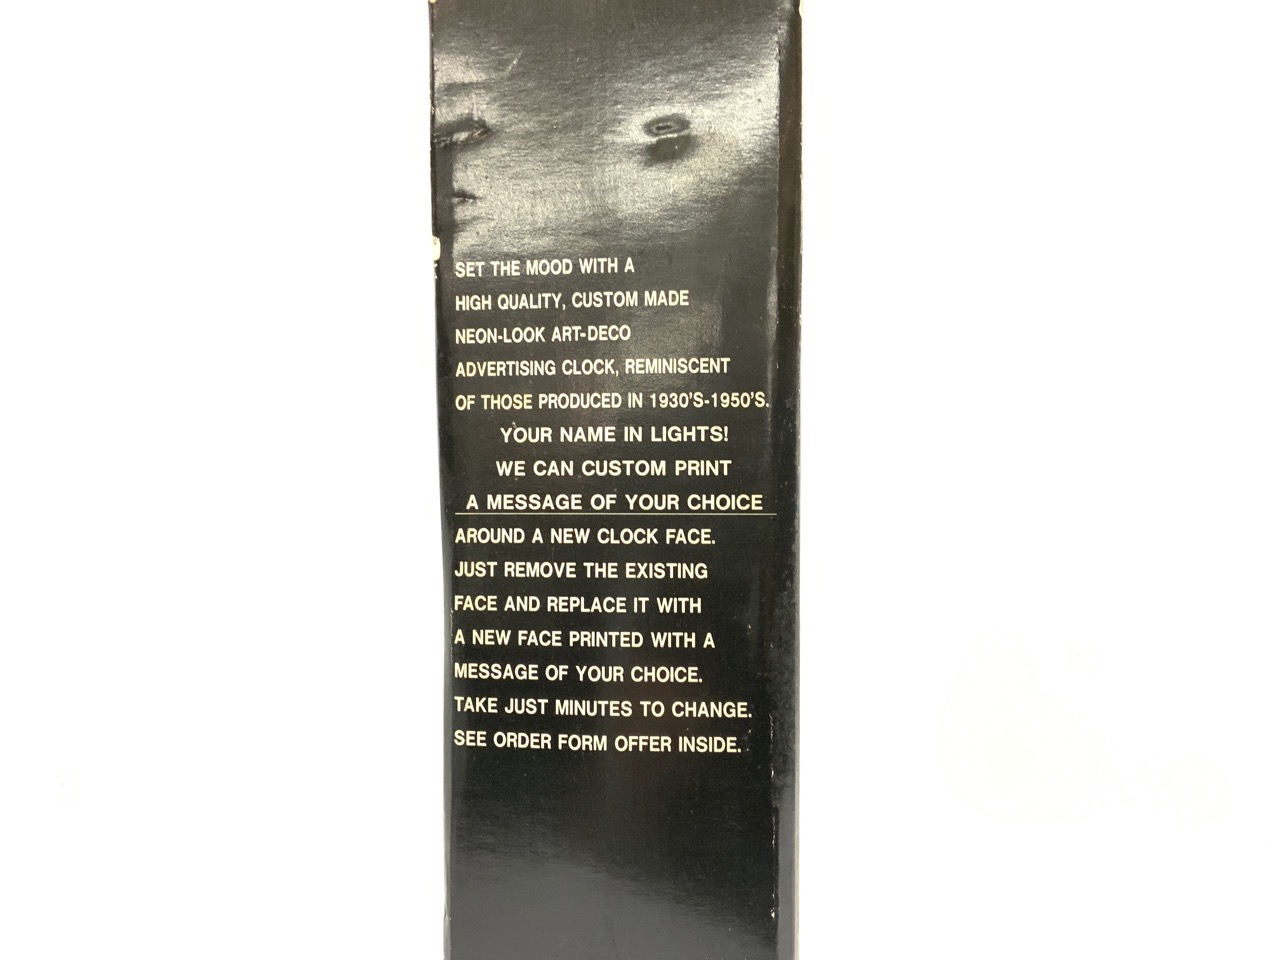 SET THE MOOD WITH A
HIGH QUALITY, CUSTOM MADE
NEON-LOOK ART-DECO
ADVERTISING CLOCK, REMINISCENT
OF THOSE PRODUCED IN 1930'S-1950'S.
YOUR NAME IN LIGHTS!
WE CAN CUSTOM PRINT
A MESSAGE OF YOUR CHOICE
AROUND A NEW CLOCK FACE.
JUST REMOVE THE EXISTING
FACE AND REPLACE IT WITH
A NEW FACE PRINTED WITH A
MESSAGE OF YOUR CHOICE.
TAKE JUST MINUTES TO CHANGE.
SEE ORDER FORM OFFER INSIDE.